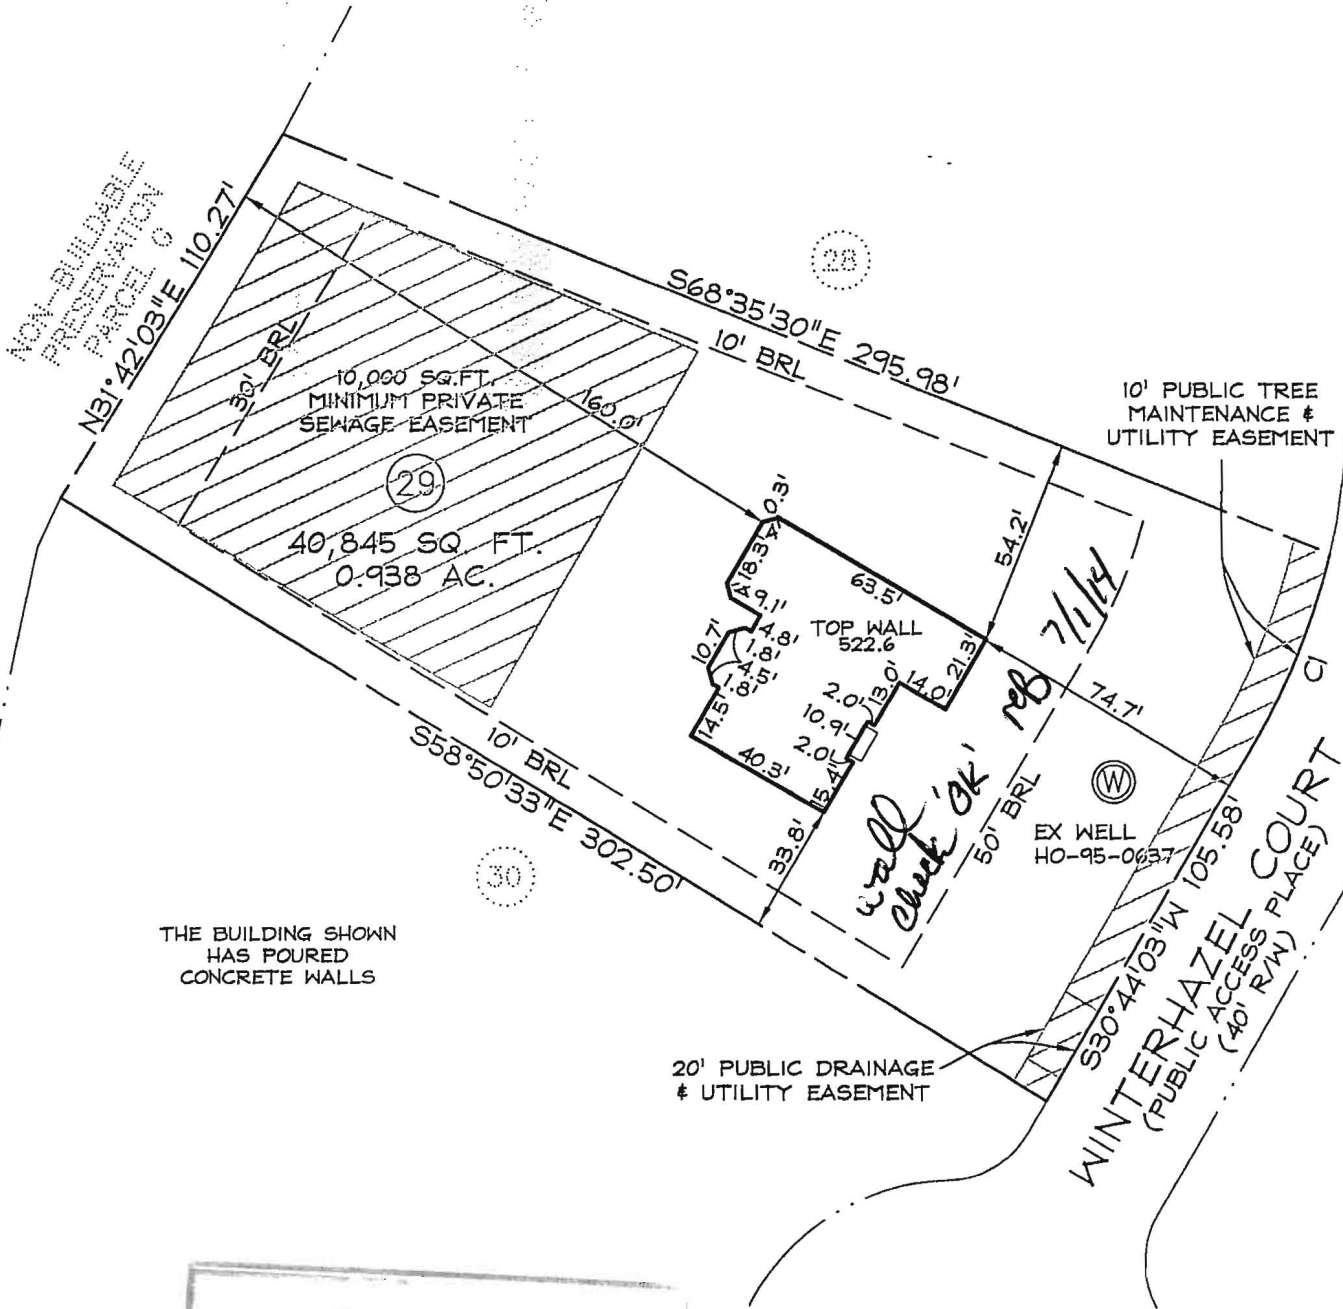 NON-BUILDABLE
PRESERVATION
PARCEL G
N31°42'03"E 110.27'
30' BRL
10,000 SQ.FT.
MINIMUM PRIVATE
SEWAGE EASEMENT
29
40,845 SQ. FT.
0.938 AC.
160.0'
28
S68°35'30"E 295.98'
10' BRL
10' PUBLIC TREE
MAINTENANCE &
UTILITY EASEMENT
0.3'
18.3'
9.1'
4.8'
1.8'
4.5'
1.8'
10.7'
14.5'
40.3'
15.4'
2.0'
10.9'
2.0'
13.0'
14.0'
21.3'
63.5'
TOP WALL
522.6
54.2'
7/1/14
wall
check 'OK'
74.7'
33.8'
50' BRL
W
EX WELL
HO-95-0637
C1
S58°50'33"E 302.50'
10' BRL
30
THE BUILDING SHOWN
HAS POURED
CONCRETE WALLS
20' PUBLIC DRAINAGE
& UTILITY EASEMENT
S30°44'03"W 105.58'
WINTERHAZEL COURT
(PUBLIC ACCESS PLACE)
(40' R/W)